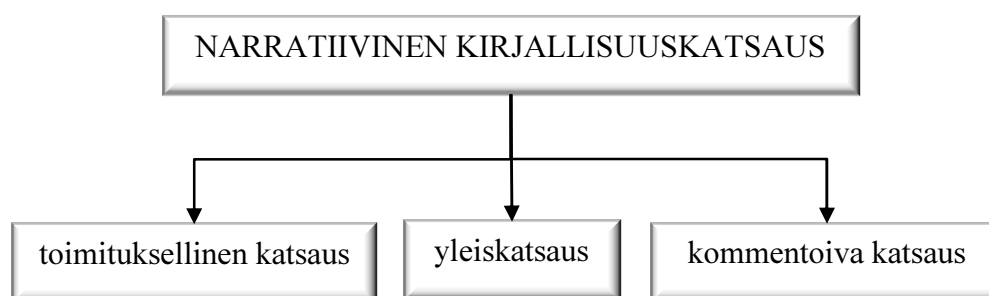 NARRATIIVINEN KIRJALLISUUSKATSAUS
toimituksellinen katsaus
yleiskatsaus
kommentoiva katsaus